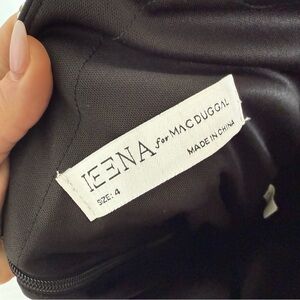 IEENA for MAC DUGGAL
SIZE: 4 MADE IN CHINA